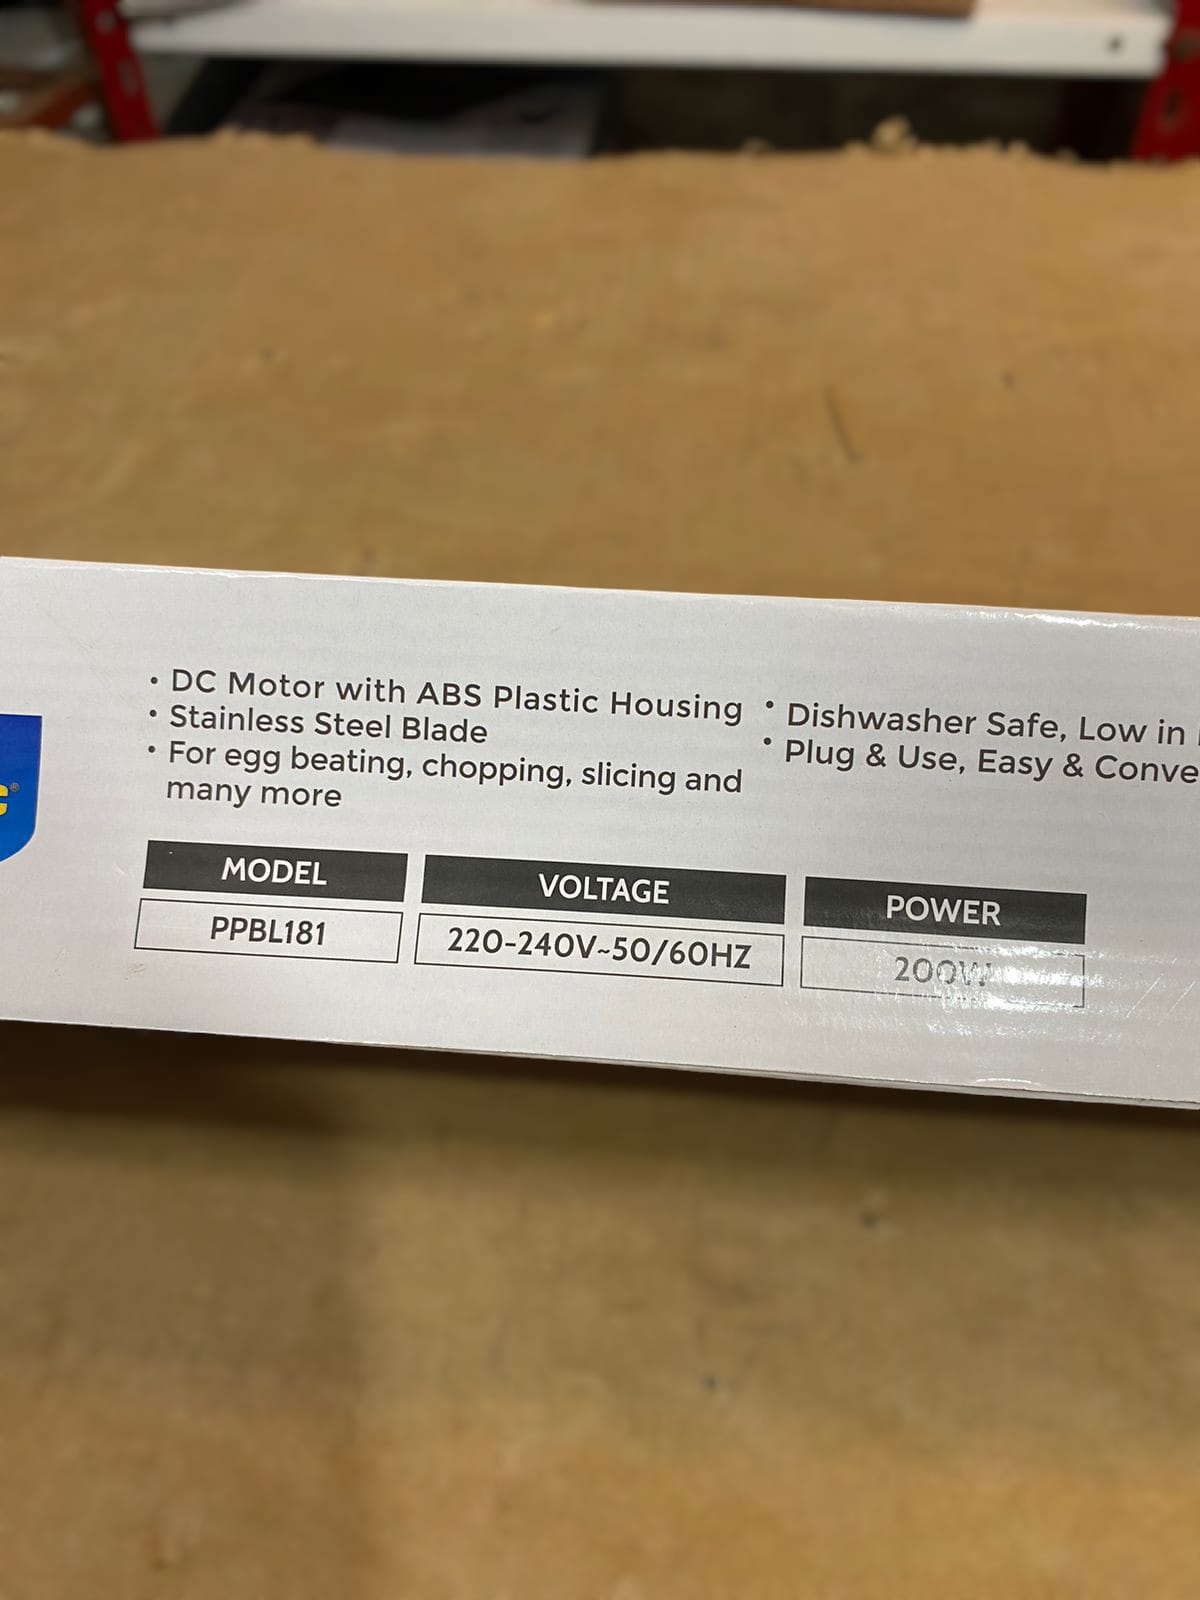 • DC Motor with ABS Plastic Housing
• Stainless Steel Blade
• For egg beating, chopping, slicing and
many more
• Dishwasher Safe, Low in
• Plug & Use, Easy &
MODEL VOLTAGE POWER
PPBL181 220-240V~50/60HZ 200W